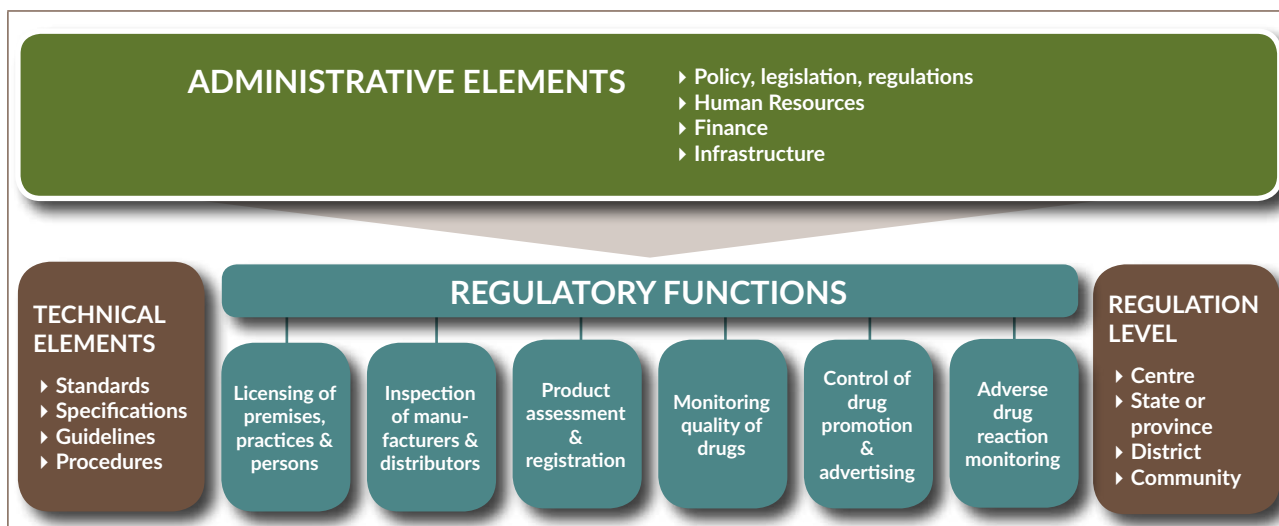 ADMINISTRATIVE ELEMENTS
Policy, legislation, regulations
Human Resources
Finance
Infrastructure
TECHNICAL
ELEMENTS
Standards
Specifications
Guidelines
Procedures
REGULATORY FUNCTIONS
Licensing of
premises,
practices &
persons
Inspection
of manu-
facturers &
distributors
Product
assessment
&
registration
Monitoring
quality of
drugs
Control of
drug
promotion
&
advertising
Adverse
drug
reaction
monitoring
REGULATION
LEVEL
Centre
State or
province
District
Community